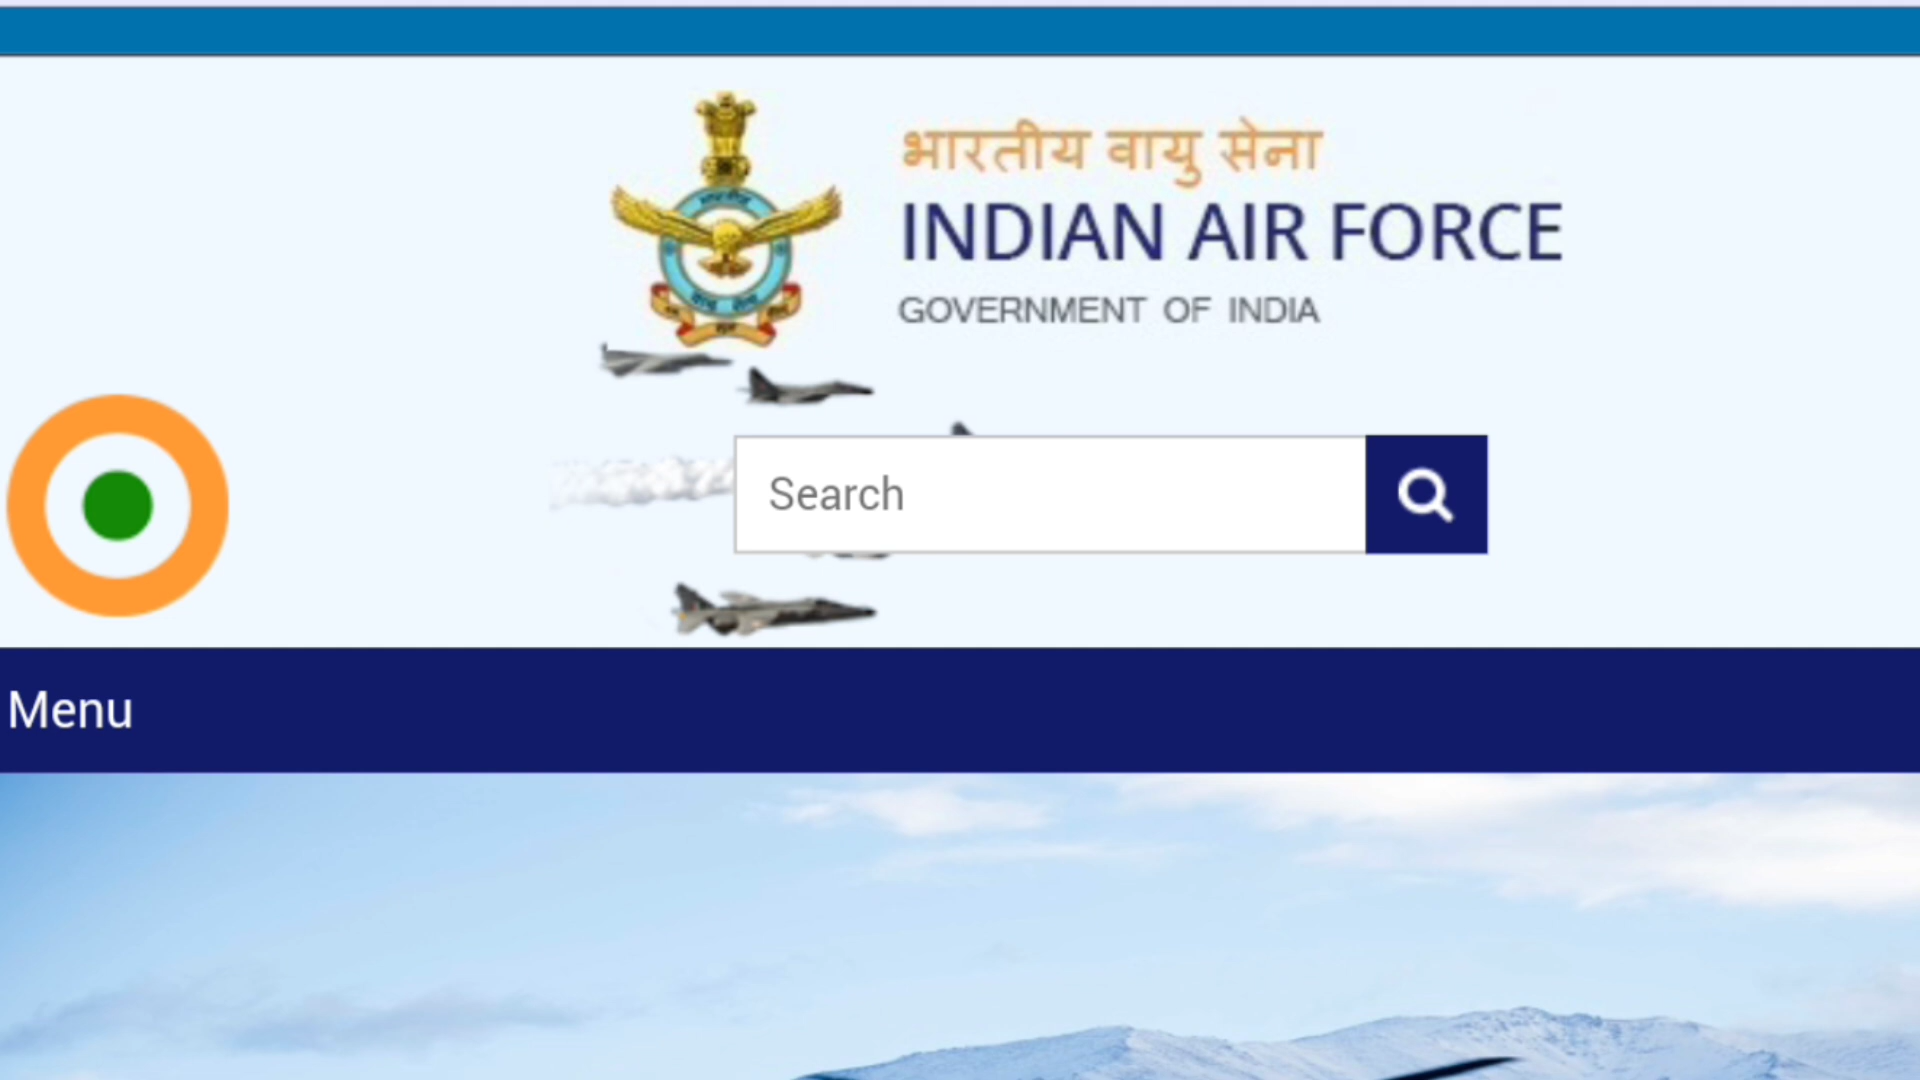 भारतीय वायु सेना
INDIAN AIR FORCE
GOVERNMENT OF INDIA
Search
Menu